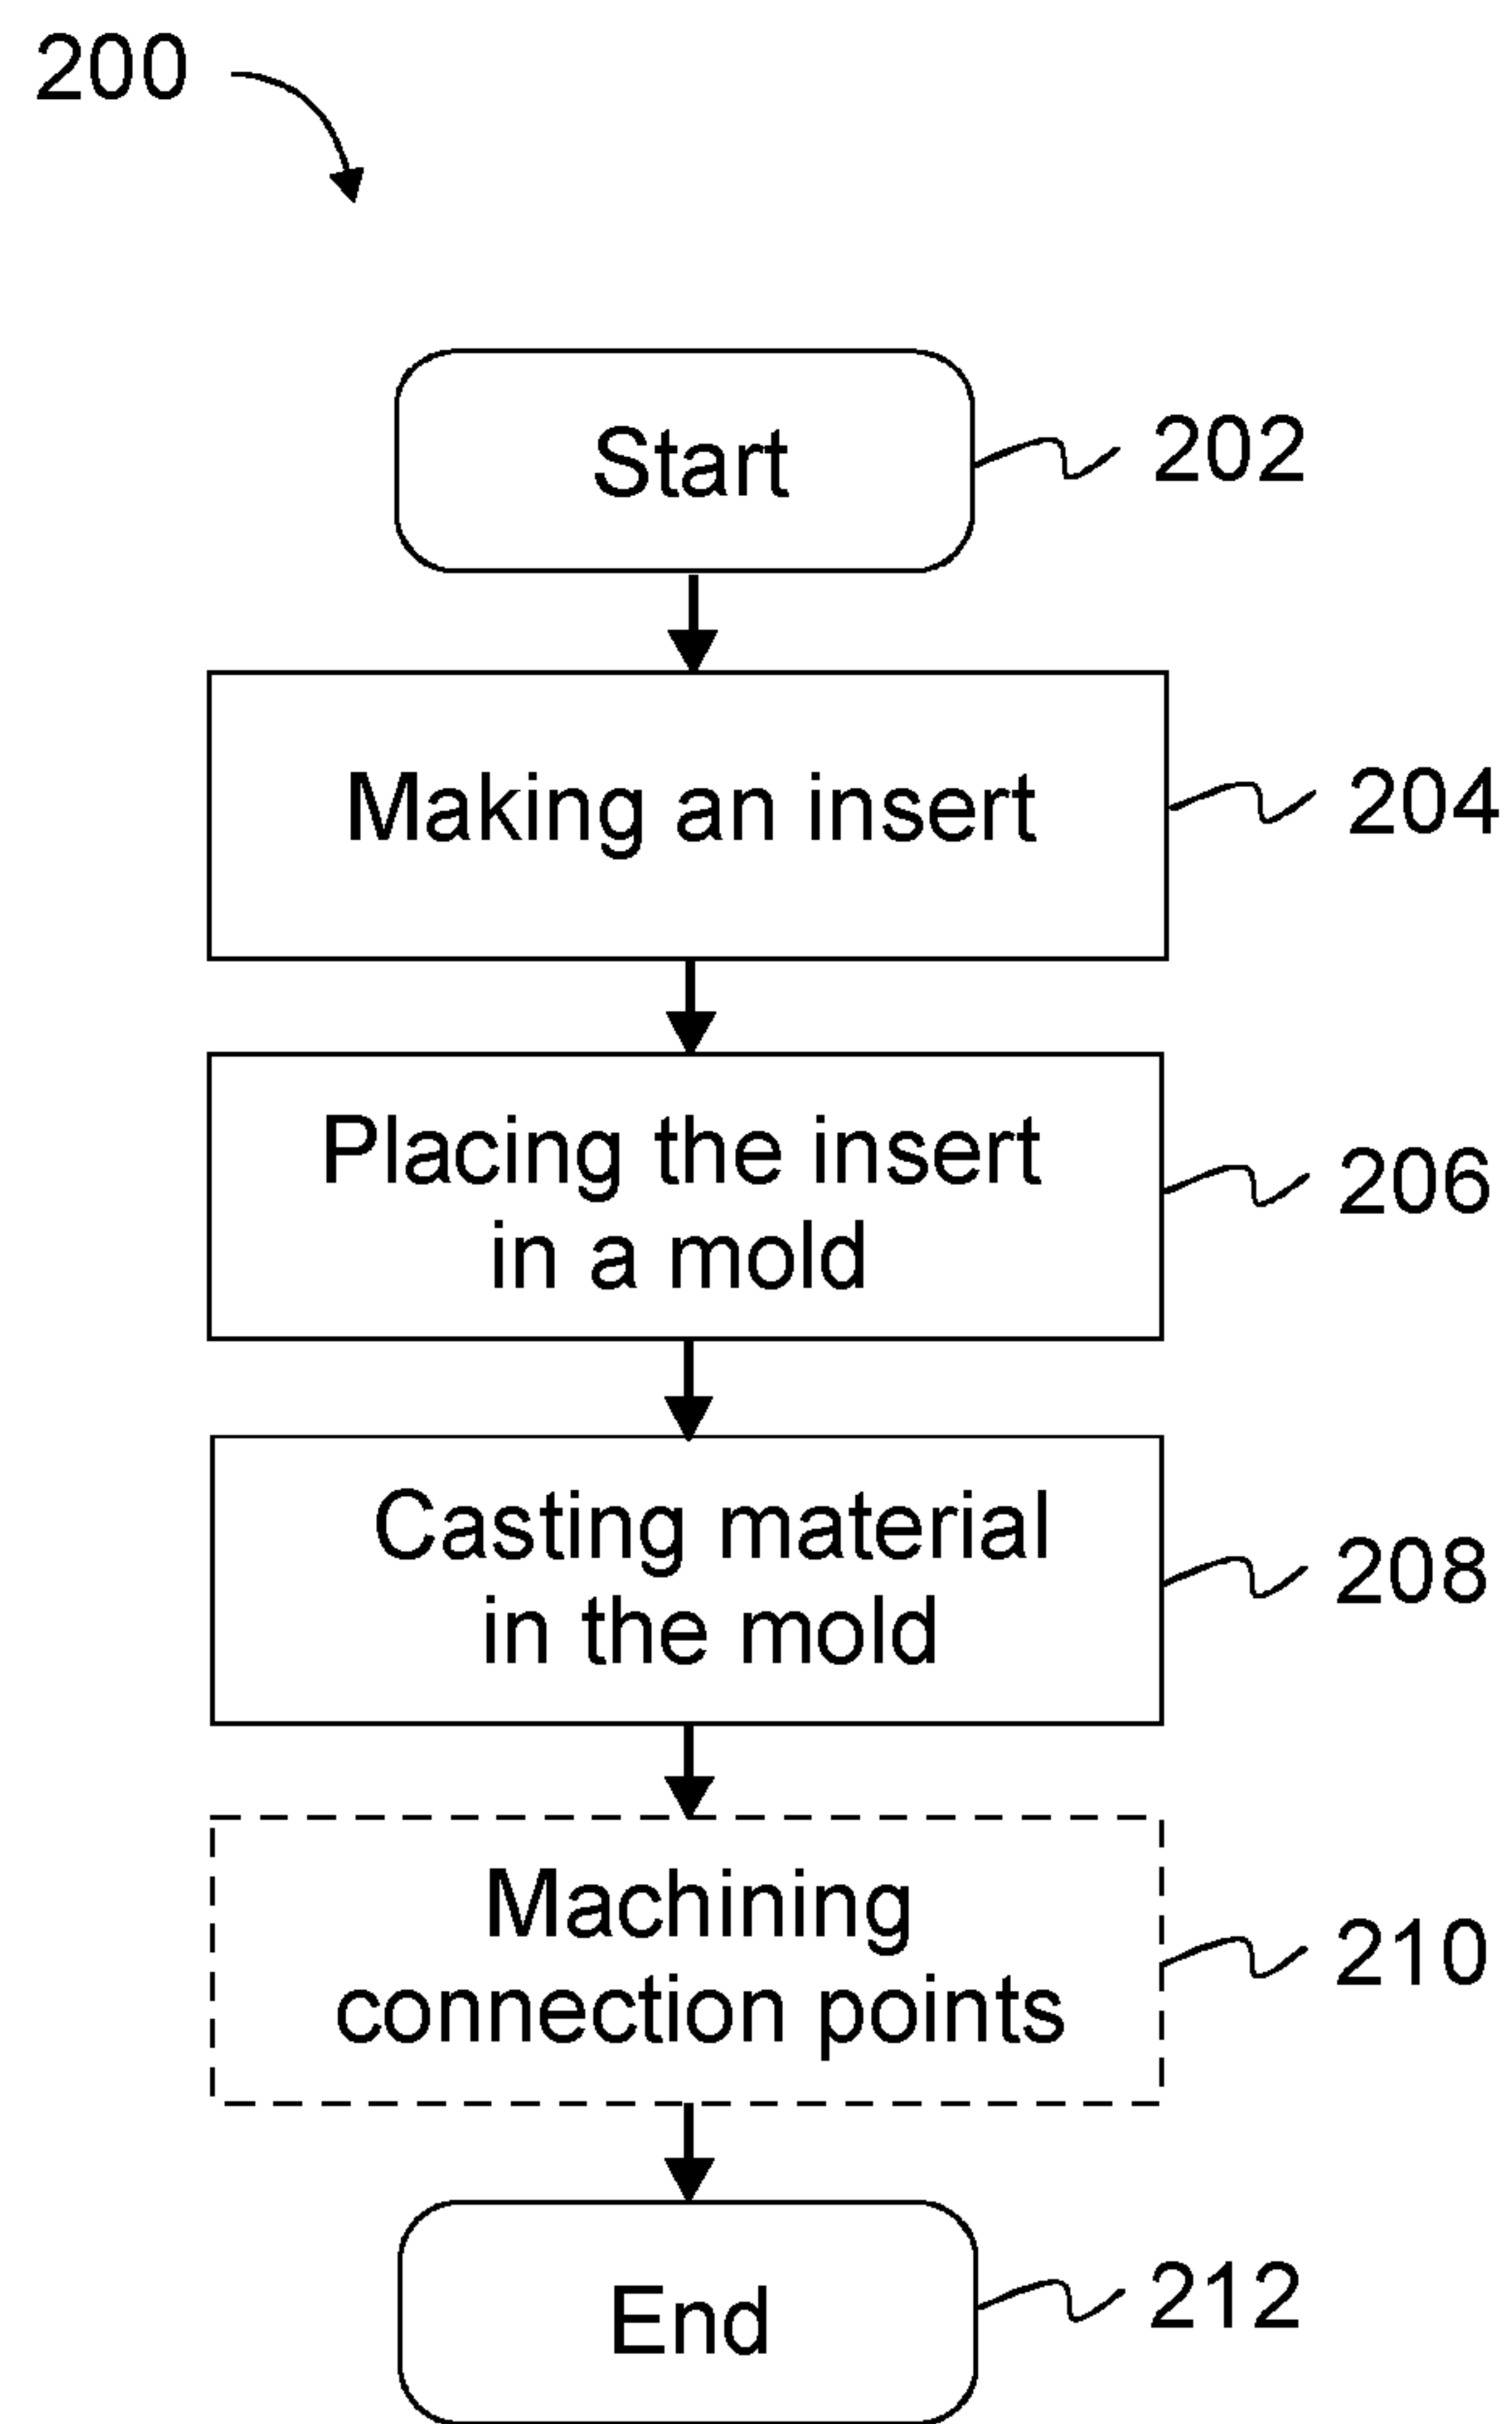 200
Start
202
Making an insert
204
Placing the insert
in a mold
206
Casting material
in the mold
208
Machining
connection points
210
End
212